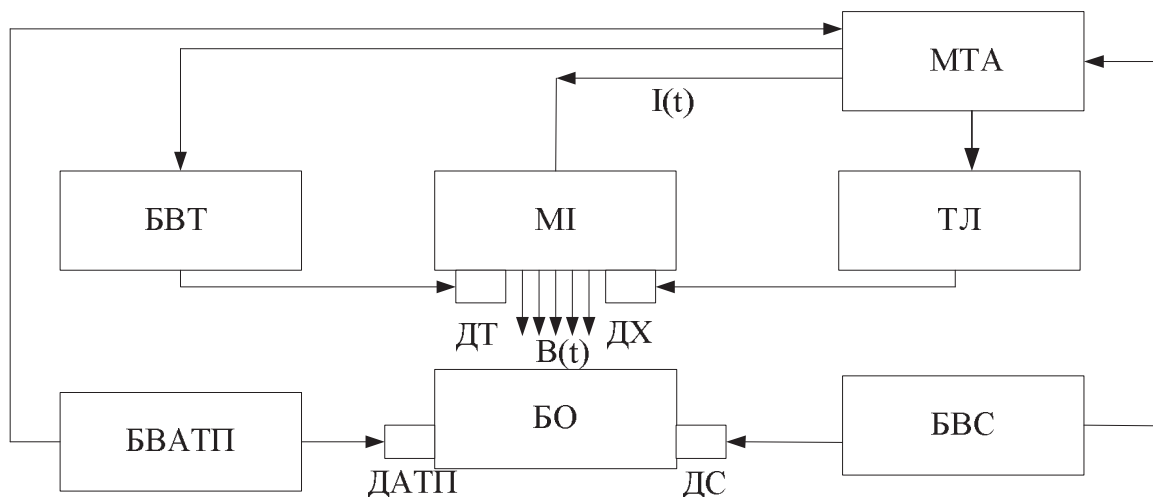 МТА
I(t)
БВТ
МІ
ТЛ
ДТ
ДХ
B(t)
БО
БВАТП
БВС
ДАТП
ДС